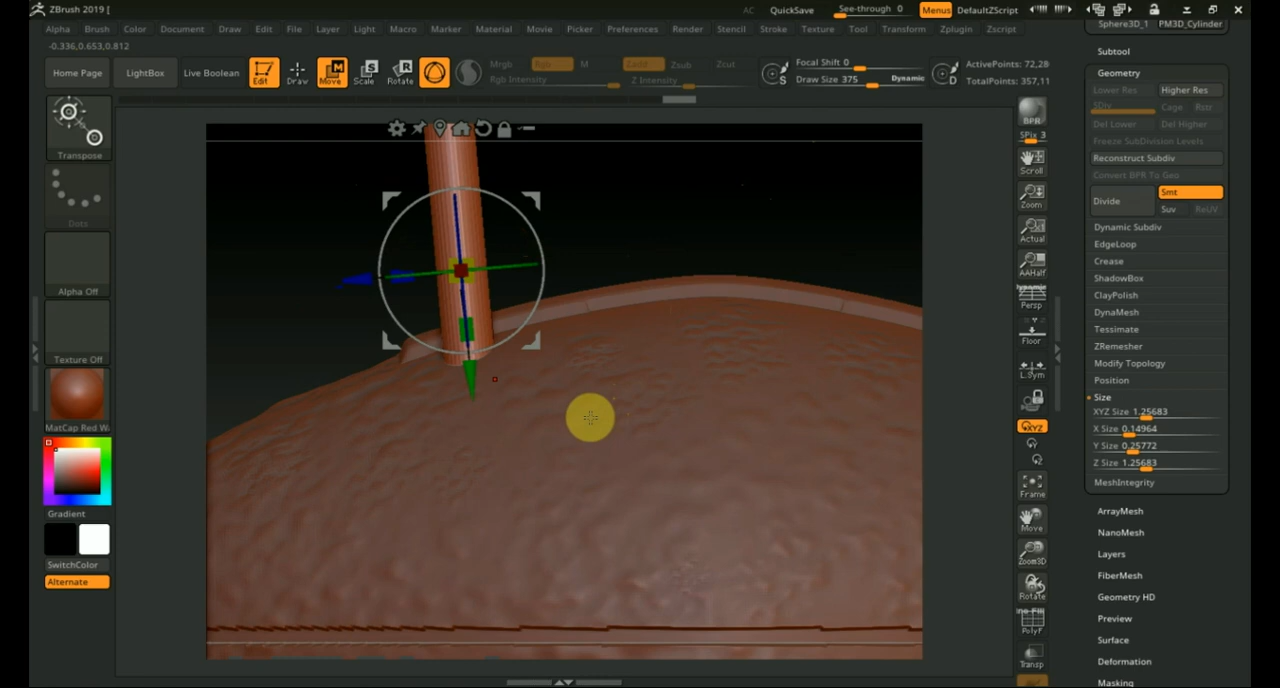 ZBrush 2019 [
AC QuickSave See-through 0 Menus DefaultZScript
Alpha Brush Color Document Draw Edit File Layer Light Macro Marker Material Movie Picker Preferences Render Stencil Stroke Texture Tool Transform Zplugin Zscript
-0.336,0.653,0.812
Home Page LightBox Live Boolean Edit Draw Move Scale Rotate
Mrgb Rgb M Zadd Zsub Zcut
Rgb Intensity Z Intensity
Focal Shift 0
Draw Size 375 Dynamic
ActivePoints: 72,28
TotalPoints: 357,11
Transpose
Dots
Alpha Off
Texture Off
MatCap Red W
Gradient
SwitchColor
Alternate
BPR
SPix 3
Scroll
Zoom
Actual
AAHalf
Persp
Floor
L.Sym
XYZ
Frame
Move
Zoom3D
Rotate
PolyF
Transp
Sphere3D_1 PM3D_Cylinder
Subtool
Geometry
Lower Res Higher Res
SDiv Cage Rstr
Del Lower Del Higher
Freeze SubDivision Levels
Reconstruct Subdiv
Convert BPR To Geo
Divide Smt
Suv ReUV
Dynamic Subdiv
EdgeLoop
Crease
ShadowBox
ClayPolish
DynaMesh
Tessimate
ZRemesher
Modify Topology
Position
Size
XYZ Size 1.25683
X Size 0.14964
Y Size 0.25772
Z Size 1.25683
MeshIntegrity
ArrayMesh
NanoMesh
Layers
FiberMesh
Geometry HD
Preview
Surface
Deformation
Masking